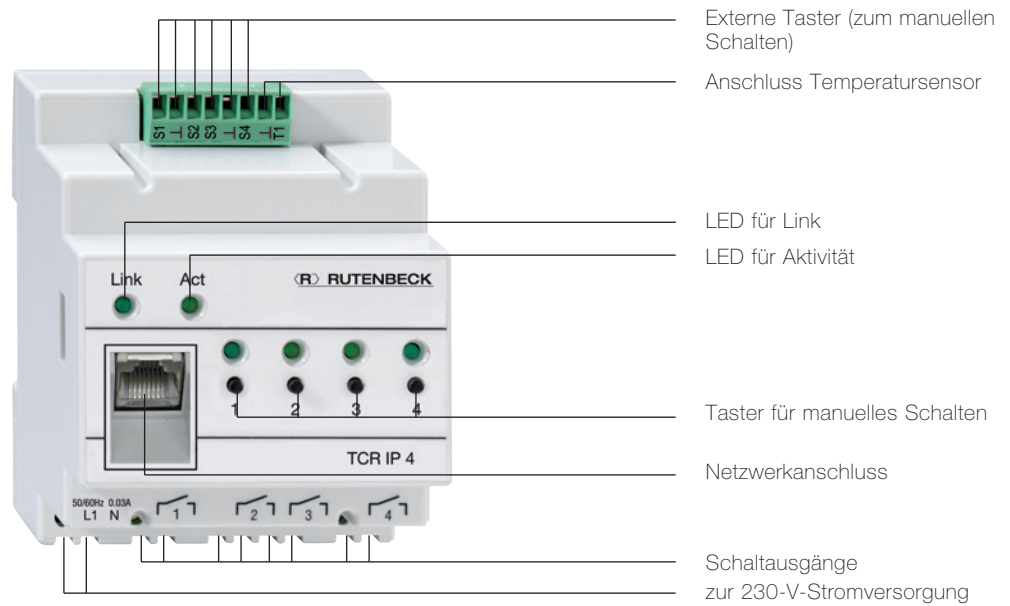 Externe Taster (zum manuellen
Schalten)
Anschluss Temperatursensor
S1 ⊥ S2 S3 ⊥ S4 ⊥ T1
LED für Link
LED für Aktivität
Link Act ⟨R⟩ RUTENBECK
1 2 3 4
Taster für manuelles Schalten
TCR IP 4
Netzwerkanschluss
50/60Hz 0.03A
L1 N 1 2 3 4
Schaltausgänge
zur 230-V-Stromversorgung